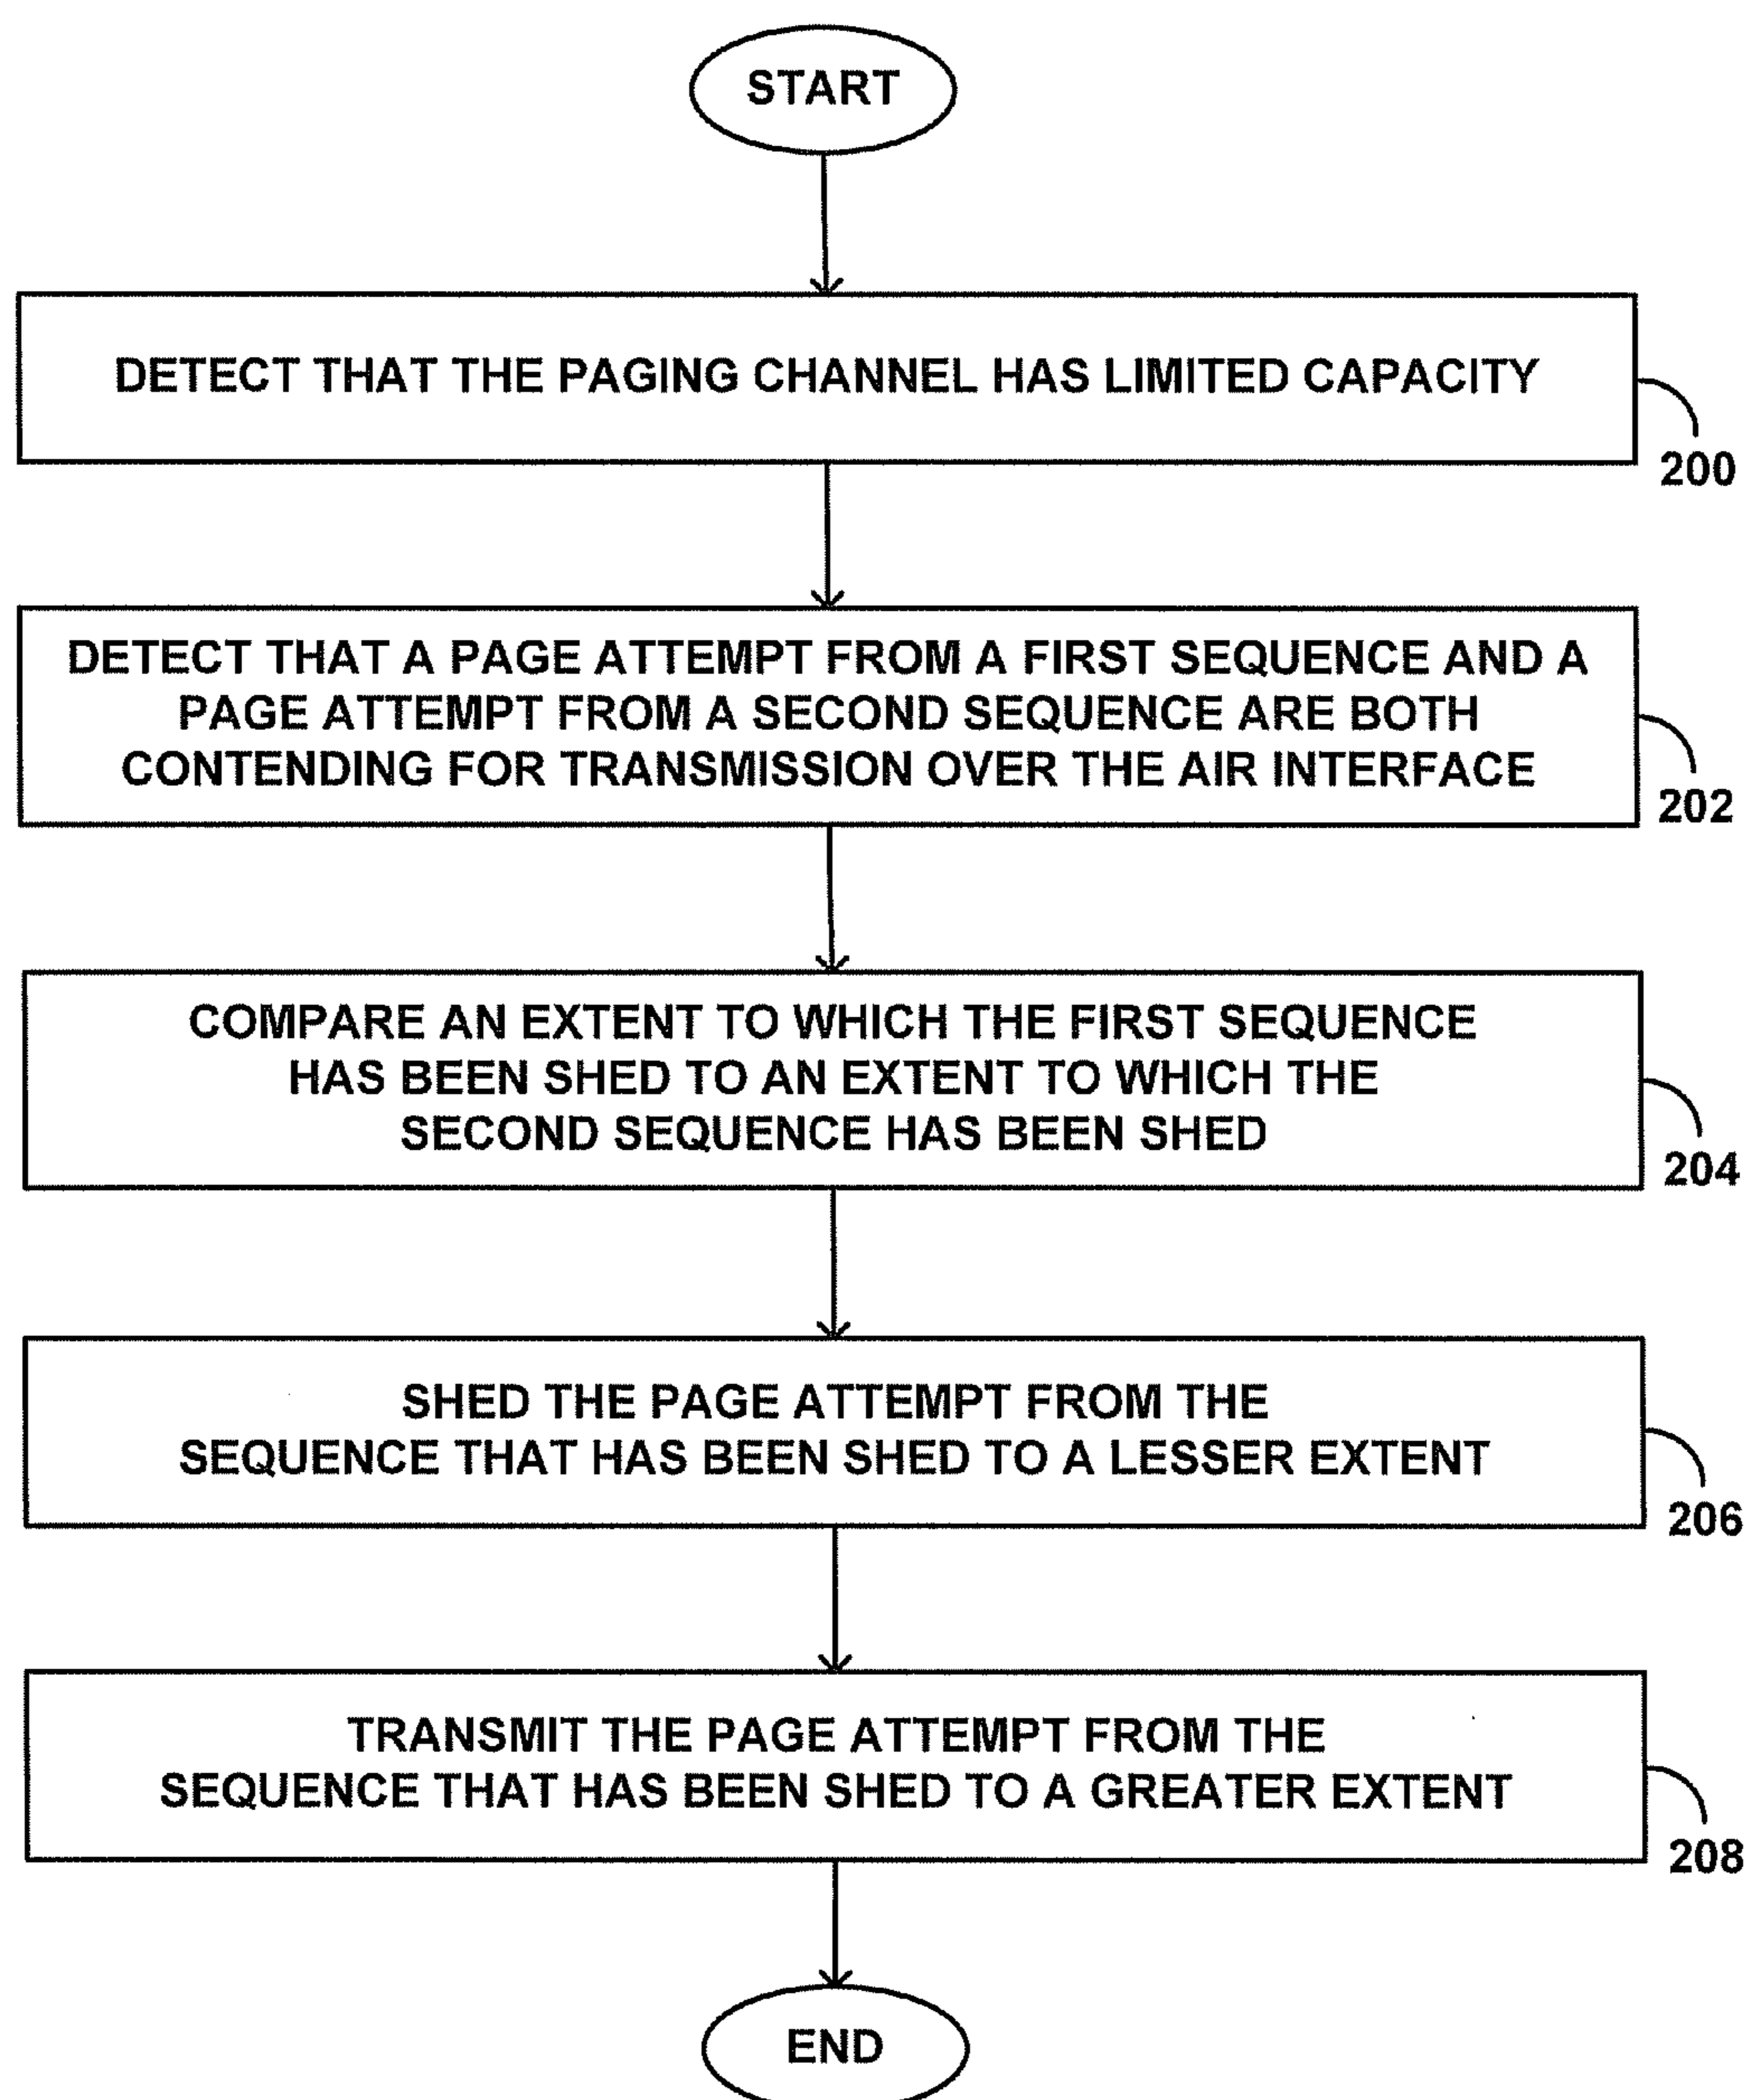 START
DETECT THAT THE PAGING CHANNEL HAS LIMITED CAPACITY
200
DETECT THAT A PAGE ATTEMPT FROM A FIRST SEQUENCE AND A
PAGE ATTEMPT FROM A SECOND SEQUENCE ARE BOTH
CONTENDING FOR TRANSMISSION OVER THE AIR INTERFACE
202
COMPARE AN EXTENT TO WHICH THE FIRST SEQUENCE
HAS BEEN SHED TO AN EXTENT TO WHICH THE
SECOND SEQUENCE HAS BEEN SHED
204
SHED THE PAGE ATTEMPT FROM THE
SEQUENCE THAT HAS BEEN SHED TO A LESSER EXTENT
206
TRANSMIT THE PAGE ATTEMPT FROM THE
SEQUENCE THAT HAS BEEN SHED TO A GREATER EXTENT
208
END